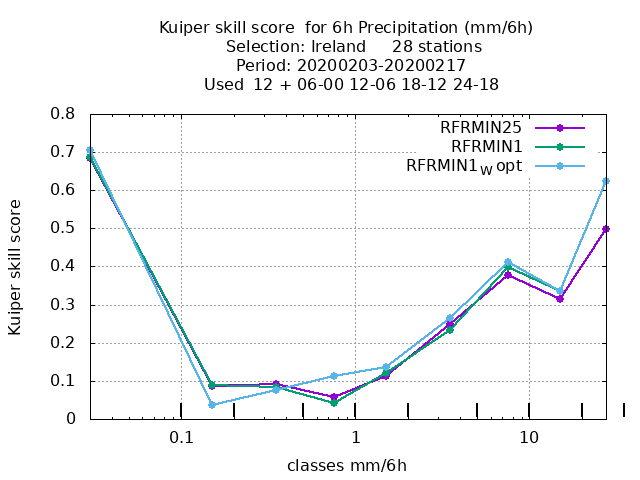 Kuiper skill score  for 6h Precipitation (mm/6h)
Selection: Ireland     28 stations
Period: 20200203-20200217
Used  12 + 06-00 12-06 18-12 24-18
RFRMIN25
RFRMIN1
RFRMIN1W opt
Kuiper skill score
0.8
0.7
0.6
0.5
0.4
0.3
0.2
0.1
0
0.1
1
10
classes mm/6h